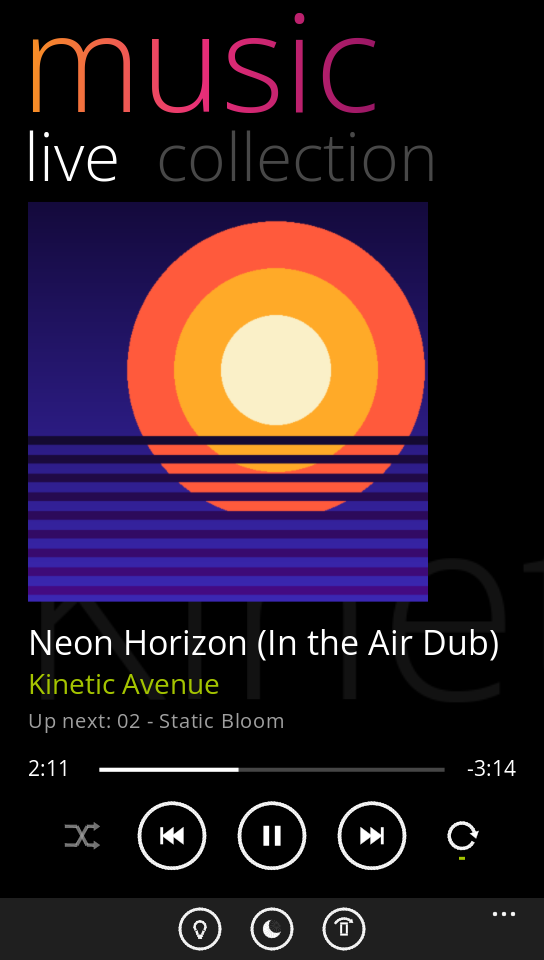 music
live collection
Kine
Neon Horizon (In the Air Dub)
Kinetic Avenue
Up next: 02 - Static Bloom
2:11 -3:14